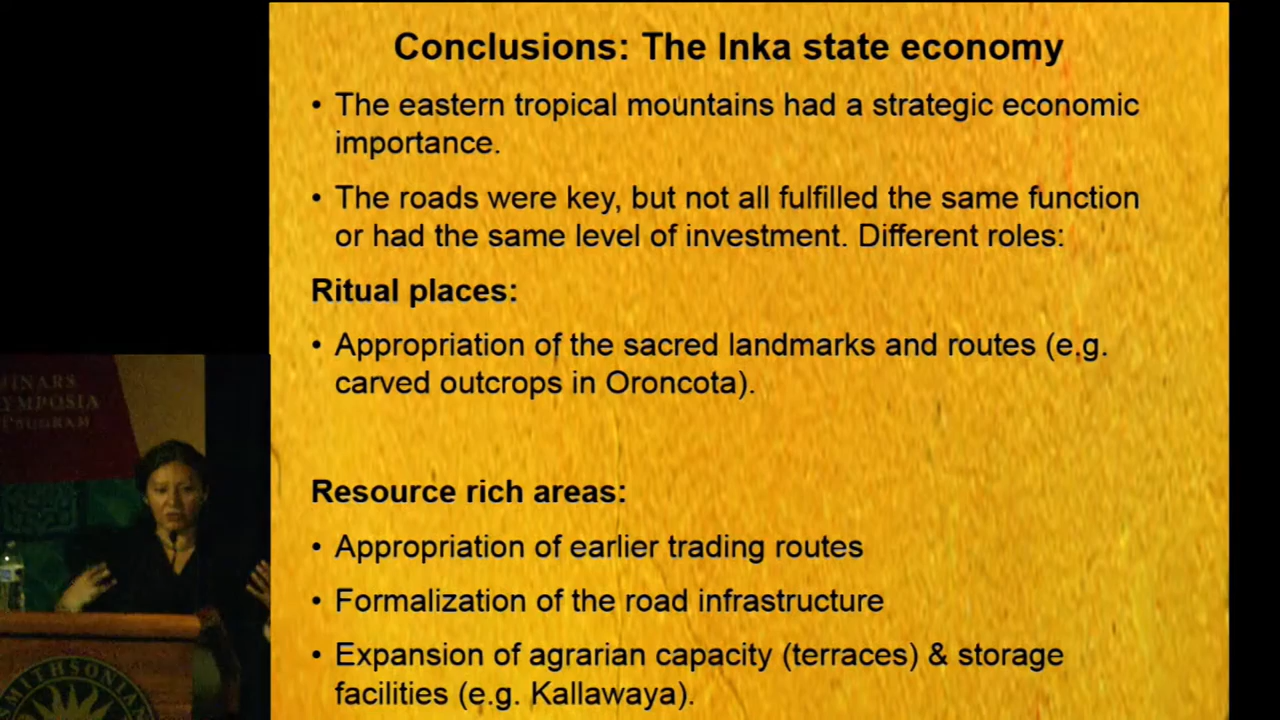 Conclusions: The Inka state economy
• The eastern tropical mountains had a strategic economic
importance.
• The roads were key, but not all fulfilled the same function
or had the same level of investment. Different roles:
Ritual places:
• Appropriation of the sacred landmarks and routes (e.g.
carved outcrops in Oroncota).
Resource rich areas:
• Appropriation of earlier trading routes
• Formalization of the road infrastructure
• Expansion of agrarian capacity (terraces) & storage
facilities (e.g. Kallawaya).
MINARS
YMPOSIA
SMITHSONIAN